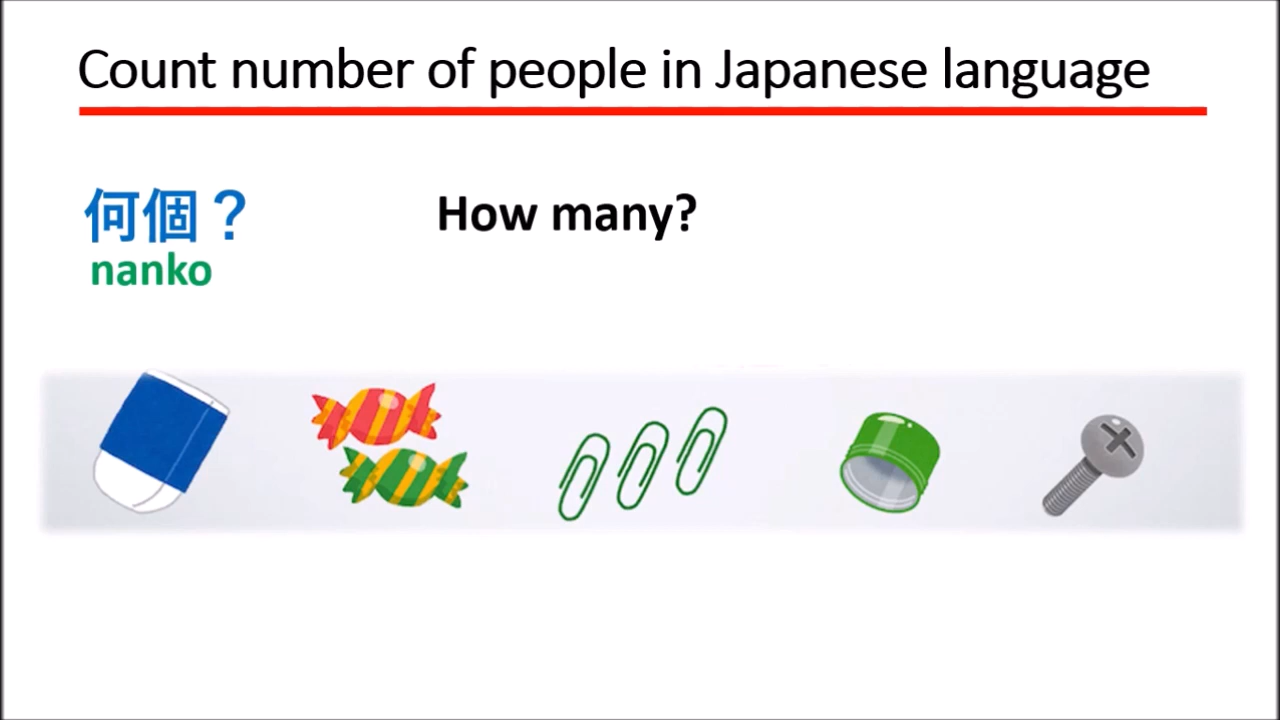 Count number of people in Japanese language
何個？
How many?
nanko